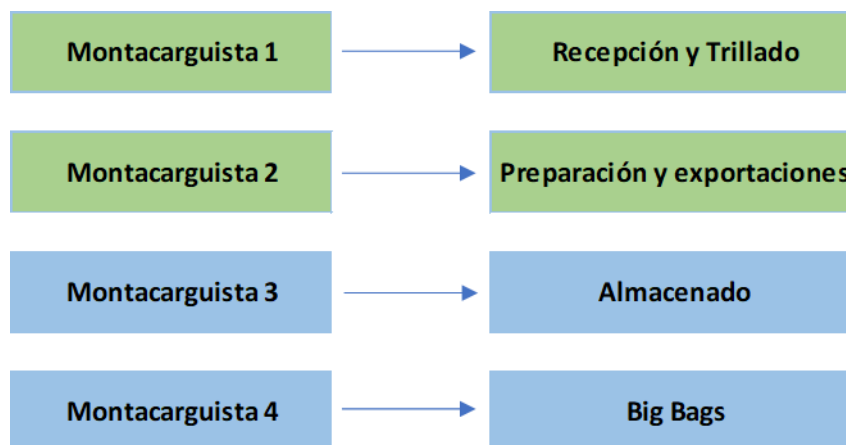 Montacarguista 1
Recepción y Trillado
Montacarguista 2
Preparación y exportaciones
Montacarguista 3
Almacenado
Montacarguista 4
Big Bags